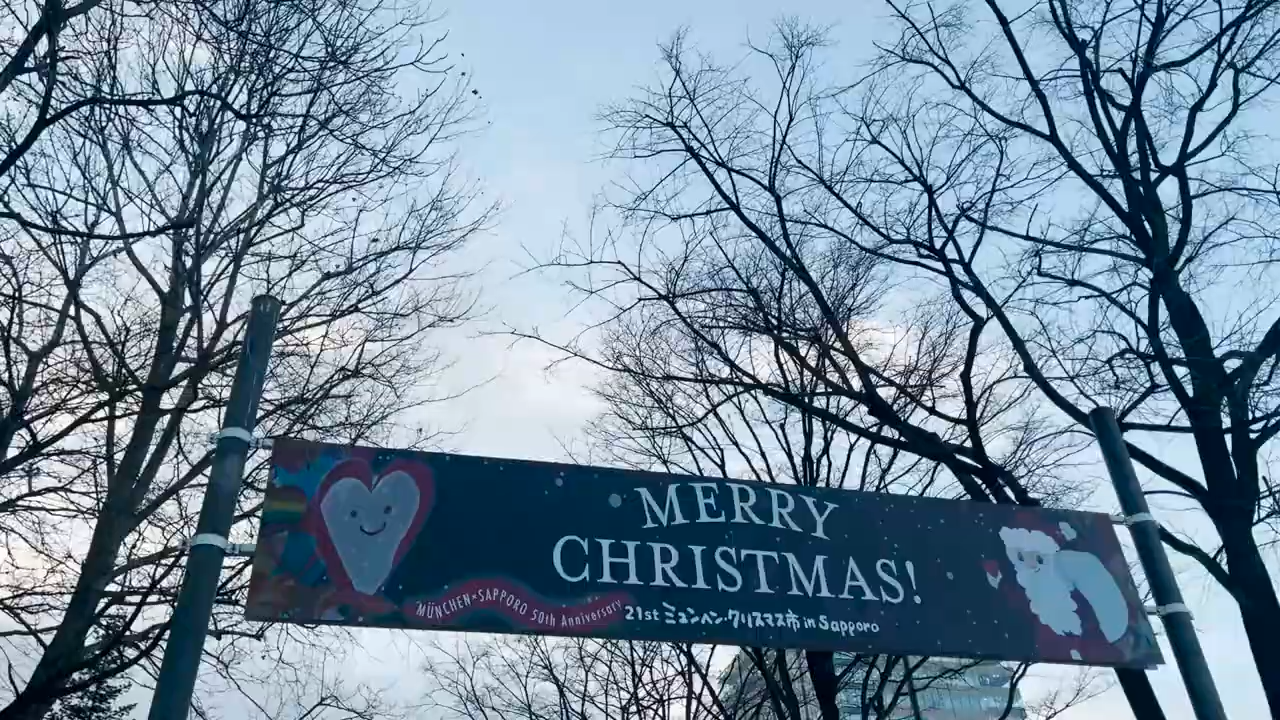 MERRY
CHRISTMAS!
MÜNCHEN×SAPPORO 50th Anniversary
21st ミュンヘン・クリスマス市 in Sapporo